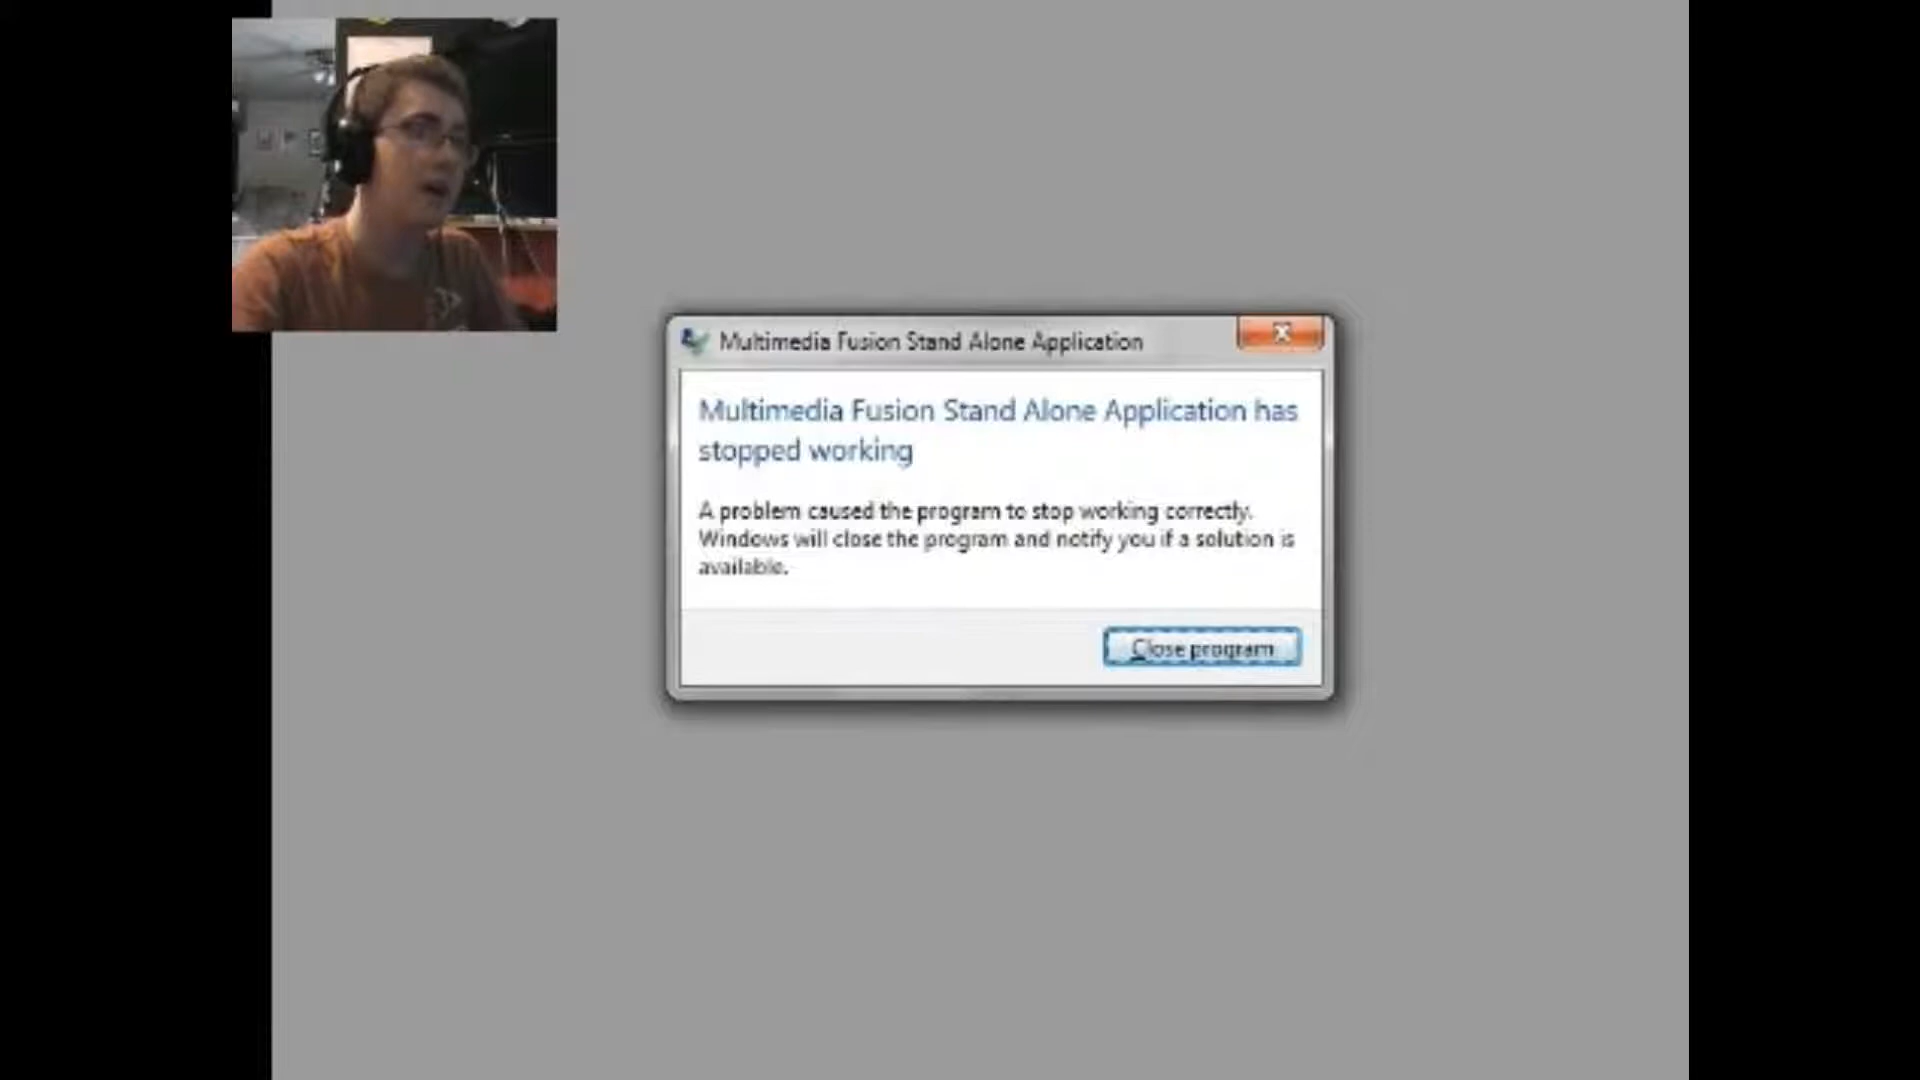 Multimedia Fusion Stand Alone Application
Multimedia Fusion Stand Alone Application has
stopped working
A problem caused the program to stop working correctly.
Windows will close the program and notify you if a solution is
available.
Close program